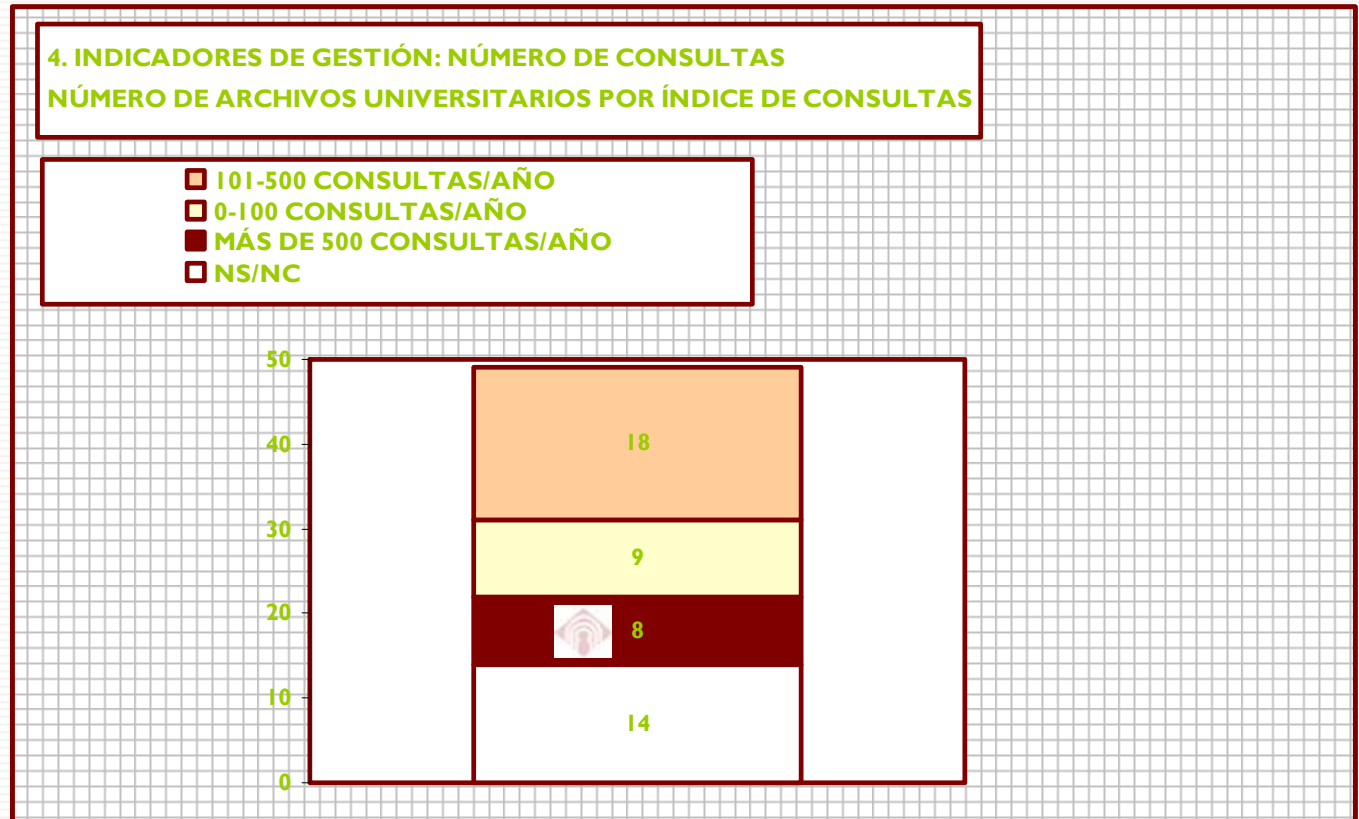 4. INDICADORES DE GESTIÓN: NÚMERO DE CONSULTAS
NÚMERO DE ARCHIVOS UNIVERSITARIOS POR ÍNDICE DE CONSULTAS
101-500 CONSULTAS/AÑO
0-100 CONSULTAS/AÑO
MÁS DE 500 CONSULTAS/AÑO
NS/NC
50
40
18
30
9
20
8
10
14
0